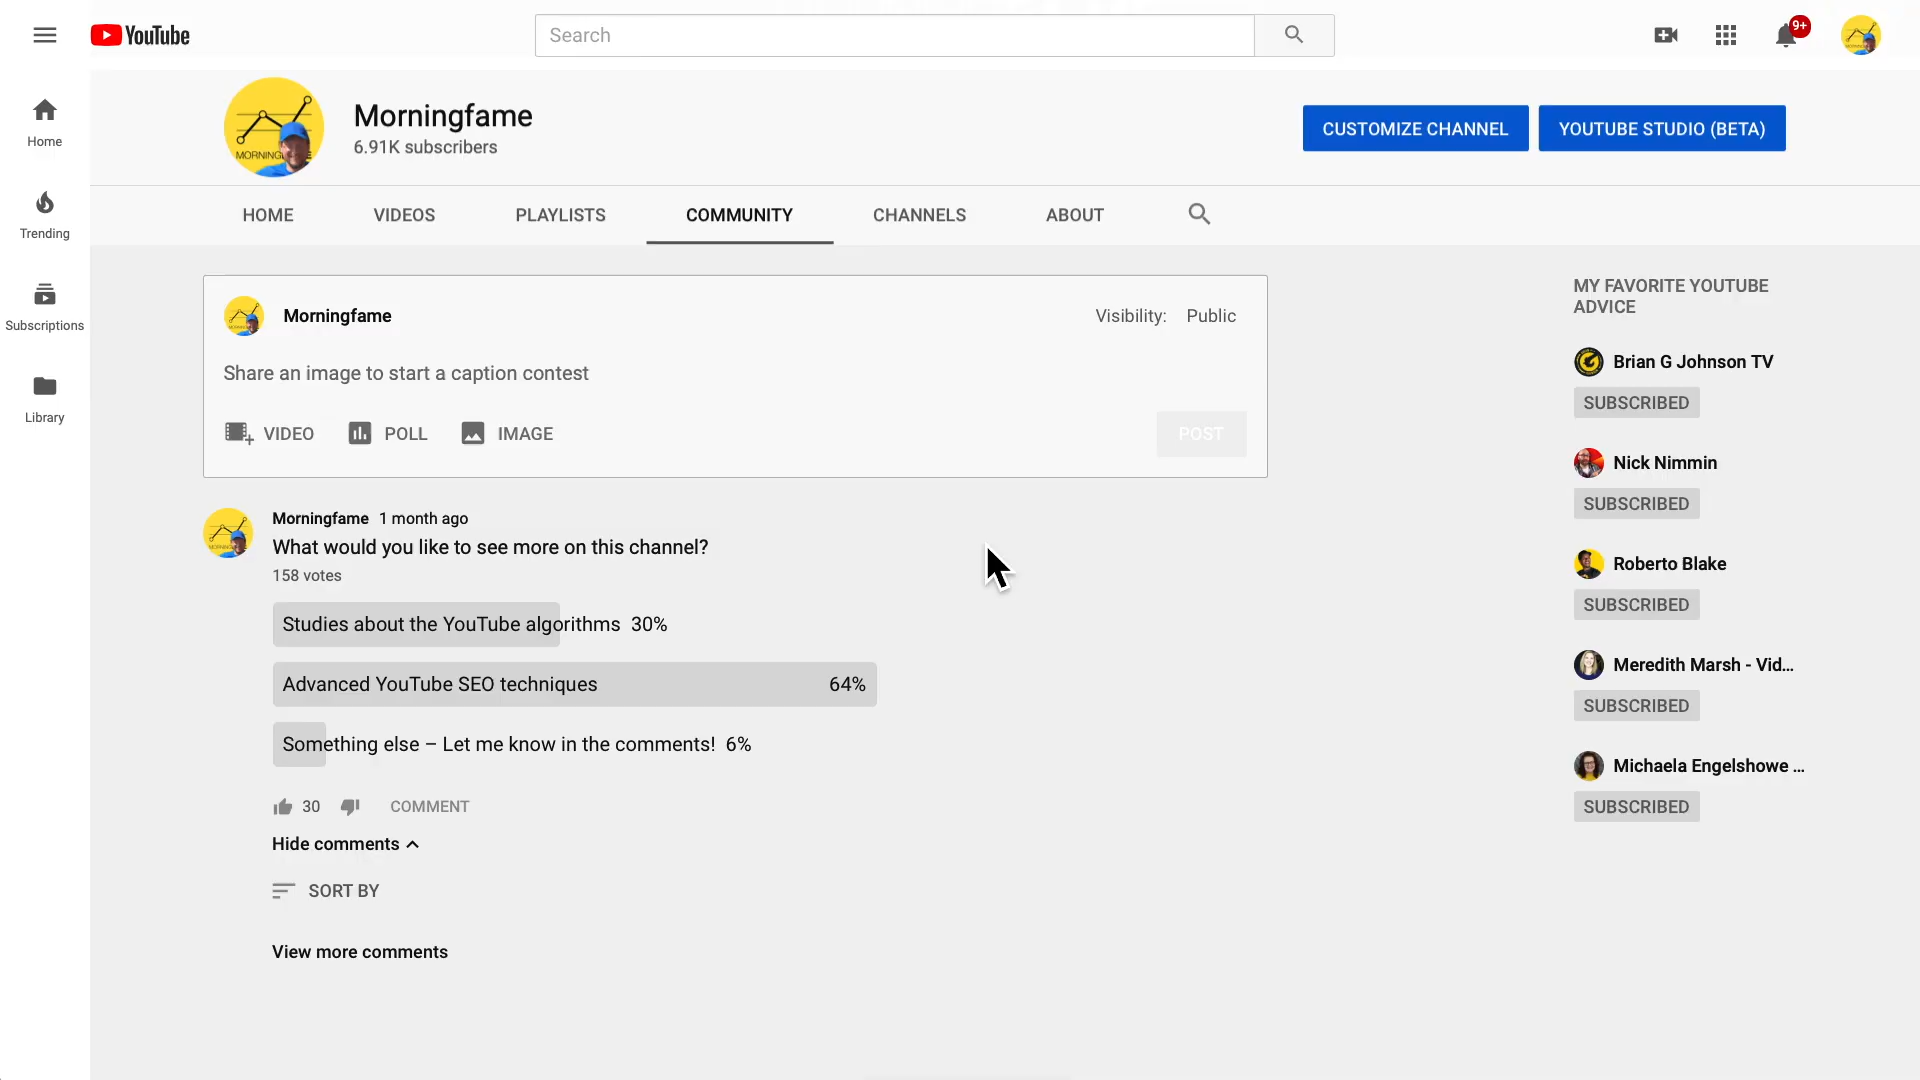 YouTube
Search
9+
Home
Trending
Subscriptions
Library
Morningfame
6.91K subscribers
CUSTOMIZE CHANNEL
YOUTUBE STUDIO (BETA)
HOME
VIDEOS
PLAYLISTS
COMMUNITY
CHANNELS
ABOUT
Morningfame
Visibility: Public
Share an image to start a caption contest
VIDEO
POLL
IMAGE
POST
Morningfame 1 month ago
What would you like to see more on this channel?
158 votes
Studies about the YouTube algorithms 30%
Advanced YouTube SEO techniques 64%
Something else – Let me know in the comments! 6%
30
COMMENT
Hide comments
SORT BY
View more comments
MY FAVORITE YOUTUBE
ADVICE
Brian G Johnson TV
SUBSCRIBED
Nick Nimmin
SUBSCRIBED
Roberto Blake
SUBSCRIBED
Meredith Marsh - Vid...
SUBSCRIBED
Michaela Engelshowe ...
SUBSCRIBED